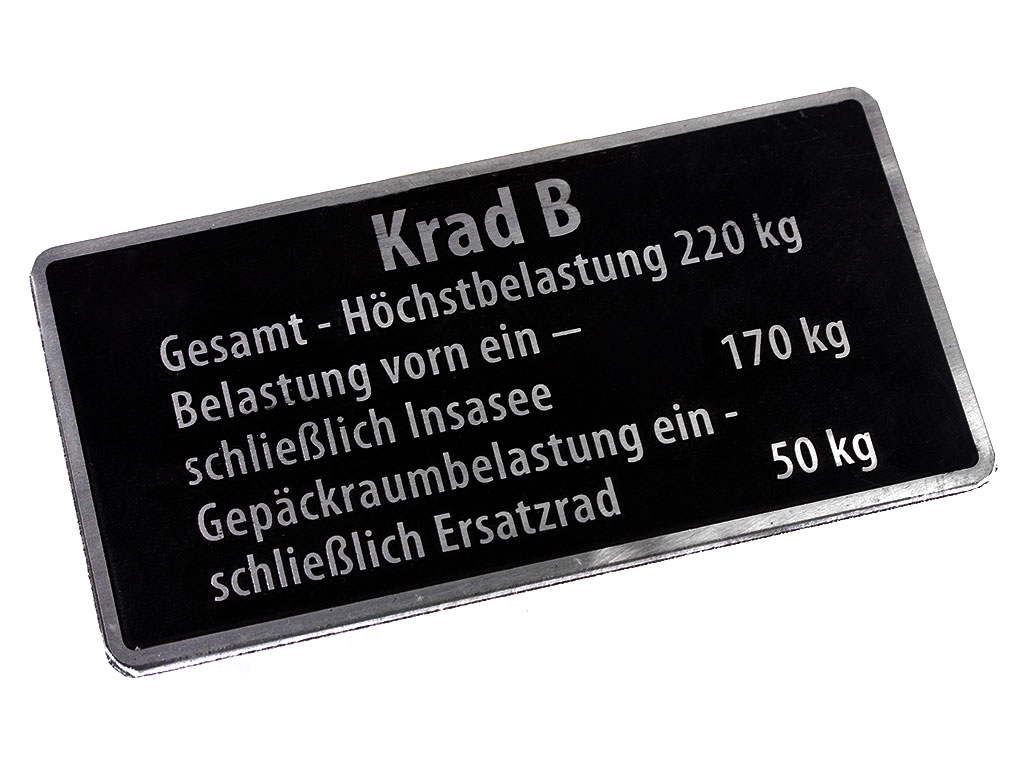 Krad B
Gesamt - Höchstbelastung 220 kg
Belastung vorn ein —
schließlich Insasee 170 kg
Gepäckraumbelastung ein -
schließlich Ersatzrad 50 kg